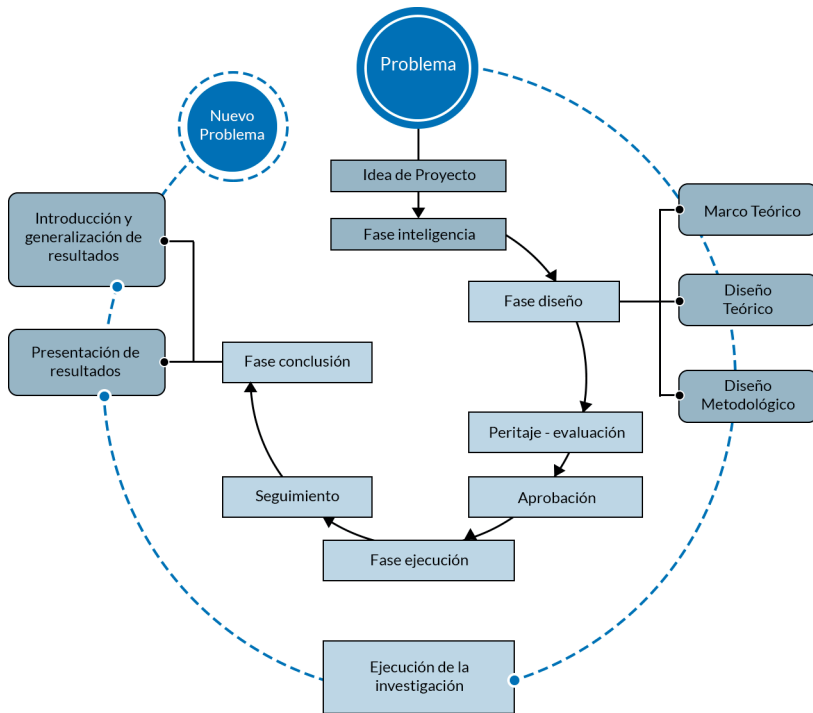 Problema
Nuevo
Problema
Idea de Proyecto
Fase inteligencia
Introducción y
generalización de
resultados
Marco Teórico
Fase diseño
Diseño
Teórico
Presentación de
resultados
Fase conclusión
Diseño
Metodológico
Peritaje - evaluación
Seguimiento
Aprobación
Fase ejecución
Ejecución de la
investigación